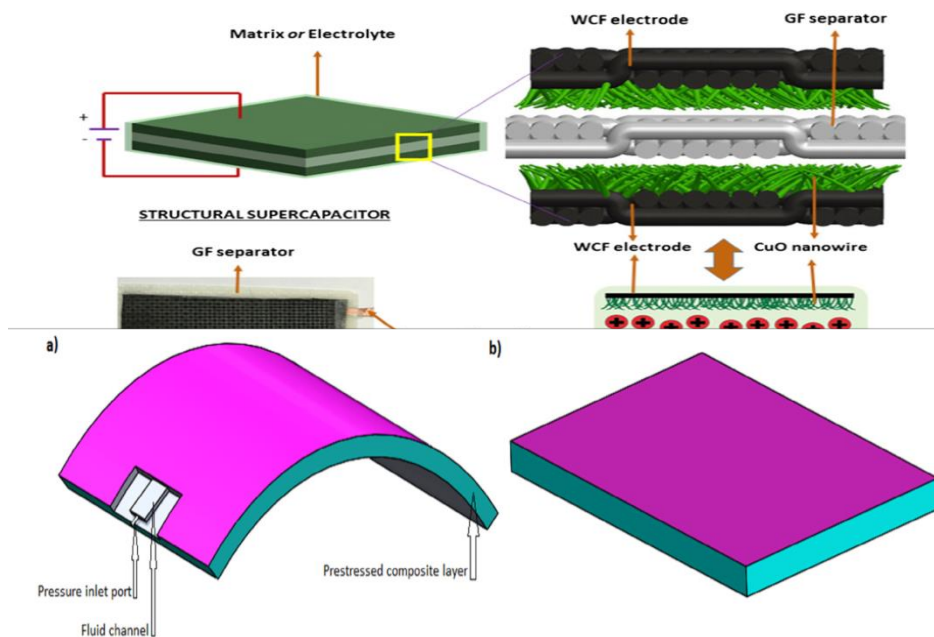 WCF electrode
GF separator
Matrix or Electrolyte
+
-
STRUCTURAL SUPERCAPACITOR
WCF electrode
CuO nanowire
GF separator
a)
b)
Pressure inlet port
Fluid channel
Prestressed composite layer